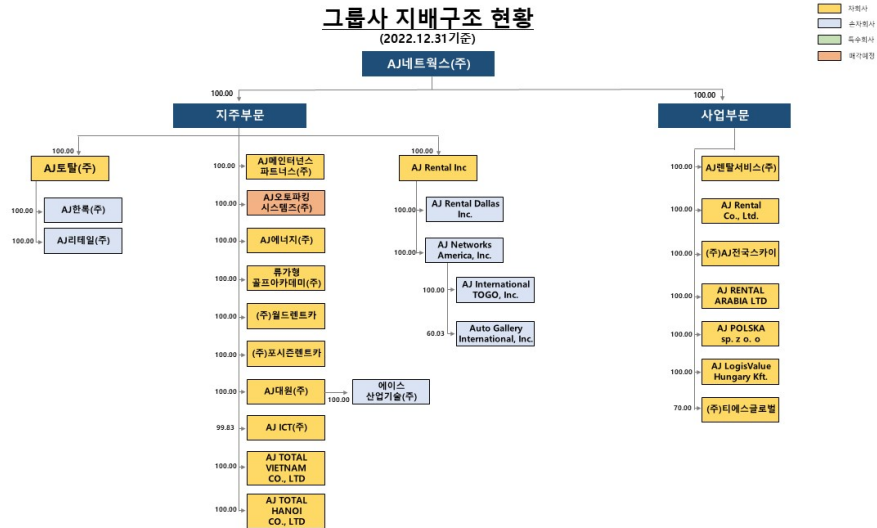 그룹사 지배구조 현황
(2022.12.31기준)
자회사
손자회사
특수회사
매각예정
AJ네트웍스(주)
100.00
100.00
지주부문
사업부문
100.00
AJ토탈(주)
100.00
AJ한록(주)
100.00
AJ리테일(주)
100.00
AJ메인터넌스
파트너스(주)
100.00
AJ오토파킹
시스템즈(주)
100.00
AJ에너지(주)
100.00
류가형
골프아카데미(주)
100.00
(주)월드렌트카
100.00
(주)포시즌렌트카
100.00
AJ대원(주)
100.00
에이스
산업기술(주)
99.83
AJ ICT(주)
100.00
AJ TOTAL
VIETNAM
CO., LTD
100.00
AJ TOTAL
HANOI
CO., LTD
100.00
AJ Rental Inc
100.00
AJ Rental Dallas
Inc.
100.00
AJ Networks
America, Inc.
100.00
AJ International
TOGO, Inc.
60.03
Auto Gallery
International, Inc.
100.00
AJ렌탈서비스(주)
100.00
AJ Rental
Co., Ltd.
100.00
(주)AJ전국스카이
100.00
AJ RENTAL
ARABIA LTD
100.00
AJ POLSKA
sp. z o. o
100.00
AJ LogisValue
Hungary Kft.
70.00
(주)티에스글로벌